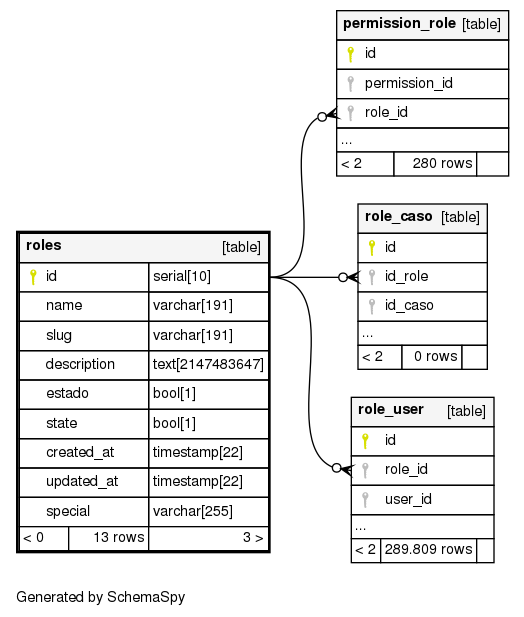 permission_role [table]
id
permission_id
role_id
...
< 2 280 rows
role_caso [table]
id
id_role
id_caso
...
< 2 0 rows
roles [table]
id serial[10]
name varchar[191]
slug varchar[191]
description text[2147483647]
estado bool[1]
state bool[1]
created_at timestamp[22]
updated_at timestamp[22]
special varchar[255]
< 0 13 rows 3 >
role_user [table]
id
role_id
user_id
...
< 2 289.809 rows
Generated by SchemaSpy